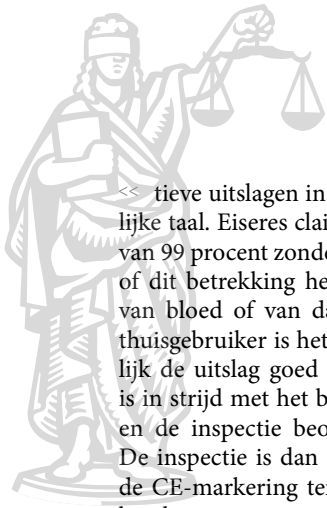 << tieve uitslagen in
lijke taal. Eiseres clai
van 99 procent zonde
of dit betrekking he
van bloed of van da
thuisgebruiker is het
lijk de uitslag goed
is in strijd met het b
en de inspectie beo
De inspectie is dan
de CE-markering te